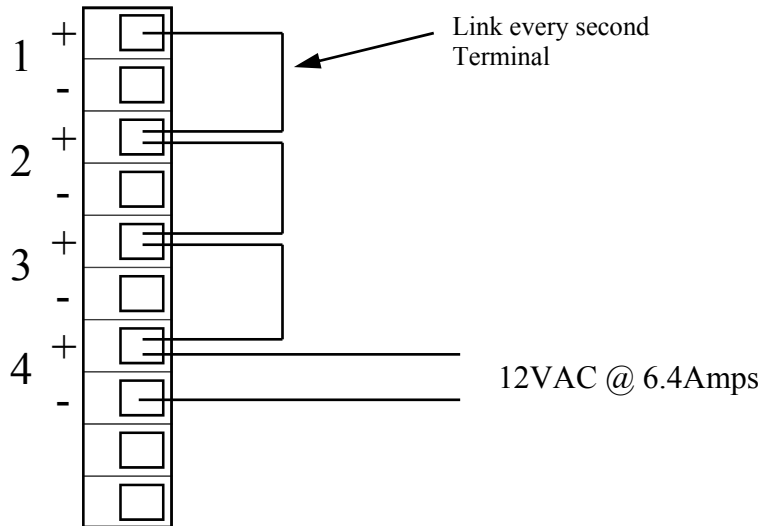 1 +
-
2 +
-
3 +
-
4 +
-
Link every second
Terminal
12VAC @ 6.4Amps